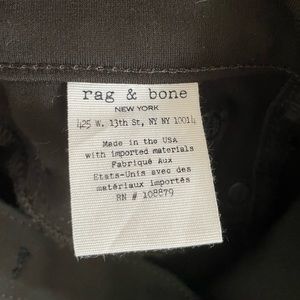 rag & bone
NEW YORK
425 W. 13th St, NY NY 10014
Made in the USA
with imported materials
Fabriqué Aux
Etats-Unis avec des
matériaux importés
RN # 108879